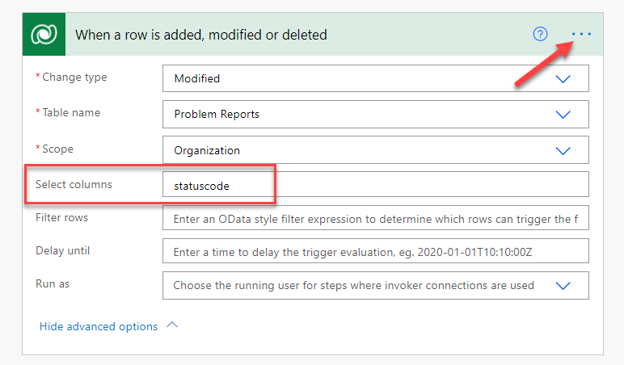 When a row is added, modified or deleted
* Change type Modified
* Table name Problem Reports
* Scope Organization
Select columns statuscode
Filter rows Enter an OData style filter expression to determine which rows can trigger the f
Delay until Enter a time to delay the trigger evaluation, eg. 2020-01-01T10:10:00Z
Run as Choose the running user for steps where invoker connections are used
Hide advanced options